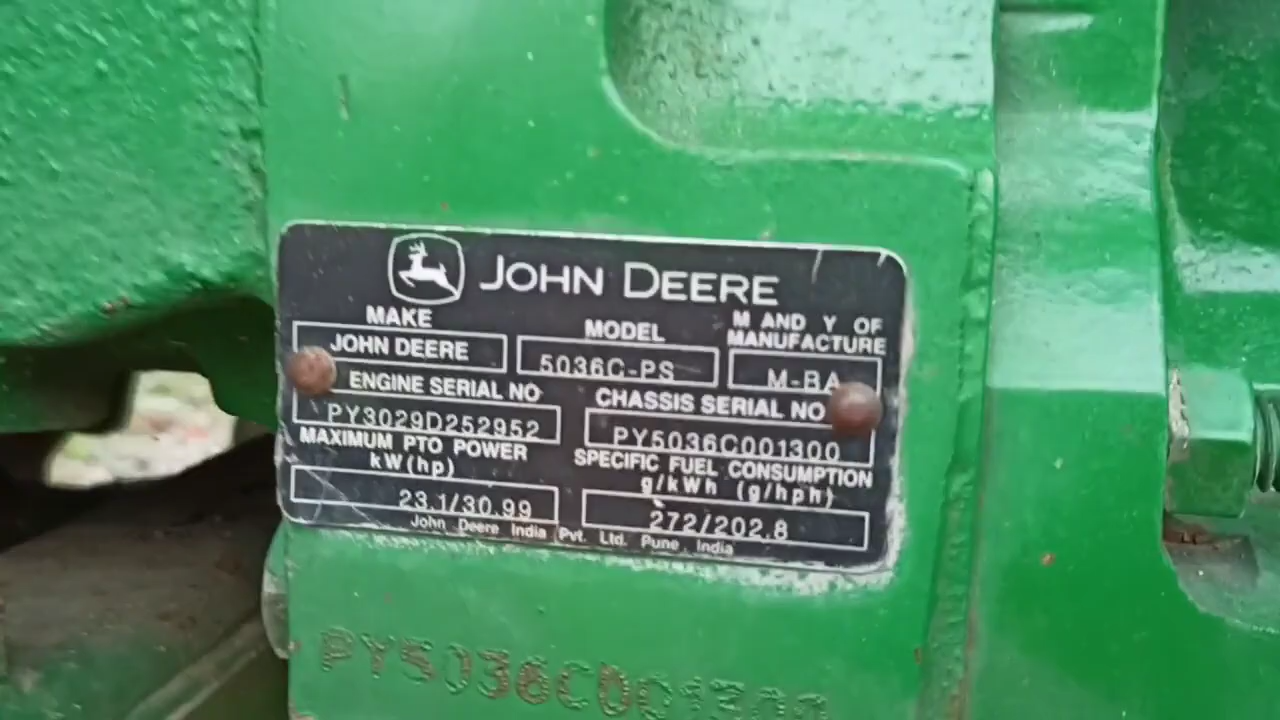 JOHN DEERE
MAKE MODEL M AND Y OF MANUFACTURE
JOHN DEERE 5036C-PS M-BA
ENGINE SERIAL NO CHASSIS SERIAL NO
PY3029D252952 PY5036C001300
MAXIMUM PTO POWER SPECIFIC FUEL CONSUMPTION
kW(hp) g/kWh (g/hph)
23.1/30.99 272/202.8
John Deere India Pvt. Ltd. Pune, India
PY5036C001300